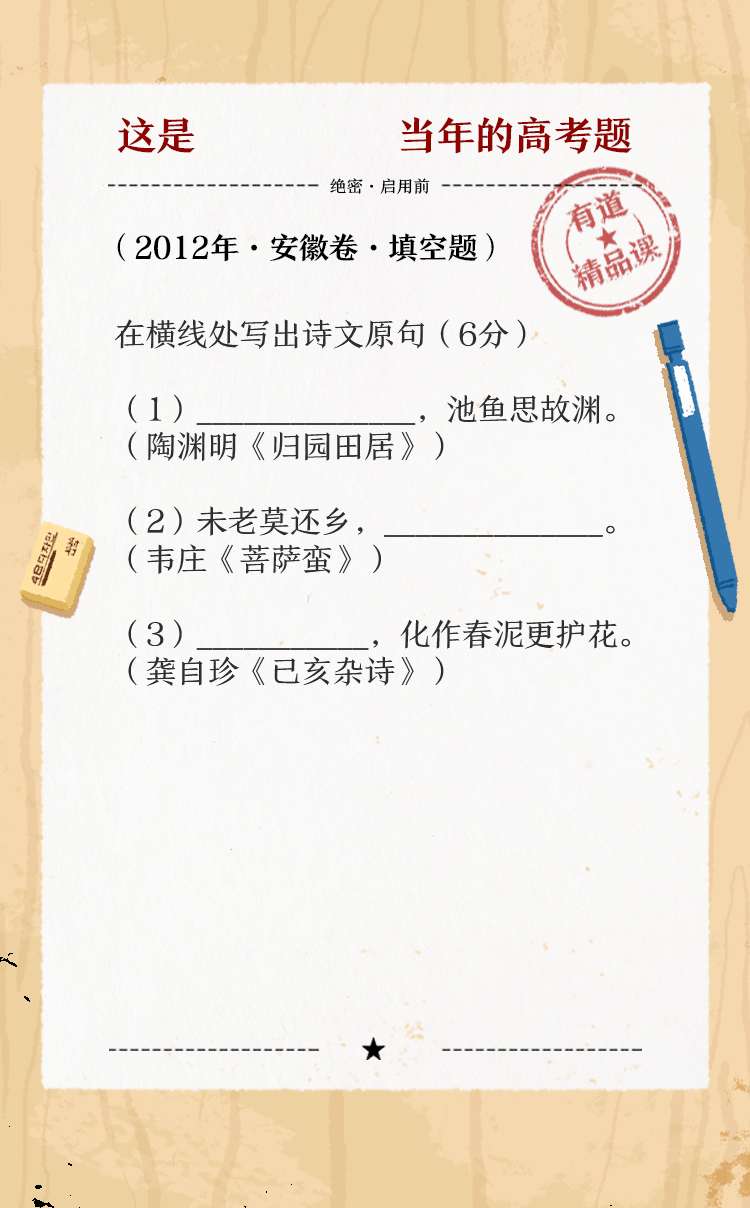 这是 当年的高考题
绝密·启用前
有道
精品课
（2012年·安徽卷·填空题）
在横线处写出诗文原句（6分）
（1）______________，池鱼思故渊。
（陶渊明《归园田居》）
（2）未老莫还乡，______________。
（韦庄《菩萨蛮》）
（3）___________，化作春泥更护花。
（龚自珍《已亥杂诗》）